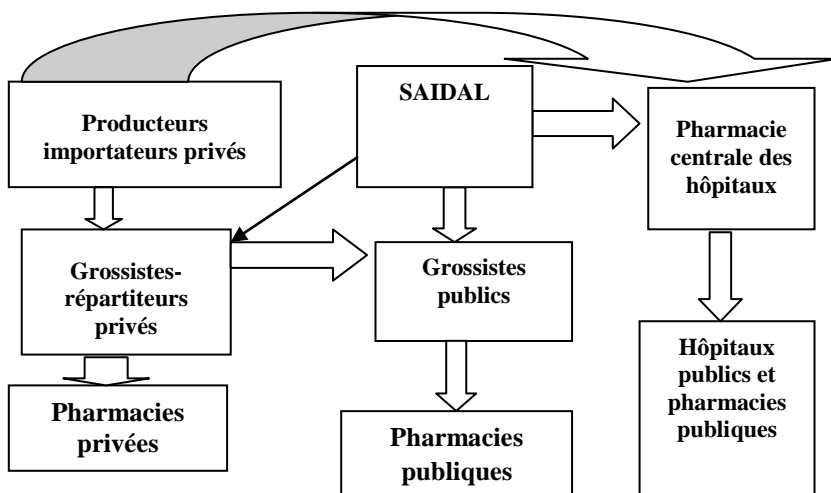 SAIDAL
Producteurs
importateurs privés
Pharmacie
centrale des
hôpitaux
Grossistes-
répartiteurs
privés
Grossistes
publics
Hôpitaux
publics et
pharmacies
publiques
Pharmacies
privées
Pharmacies
publiques